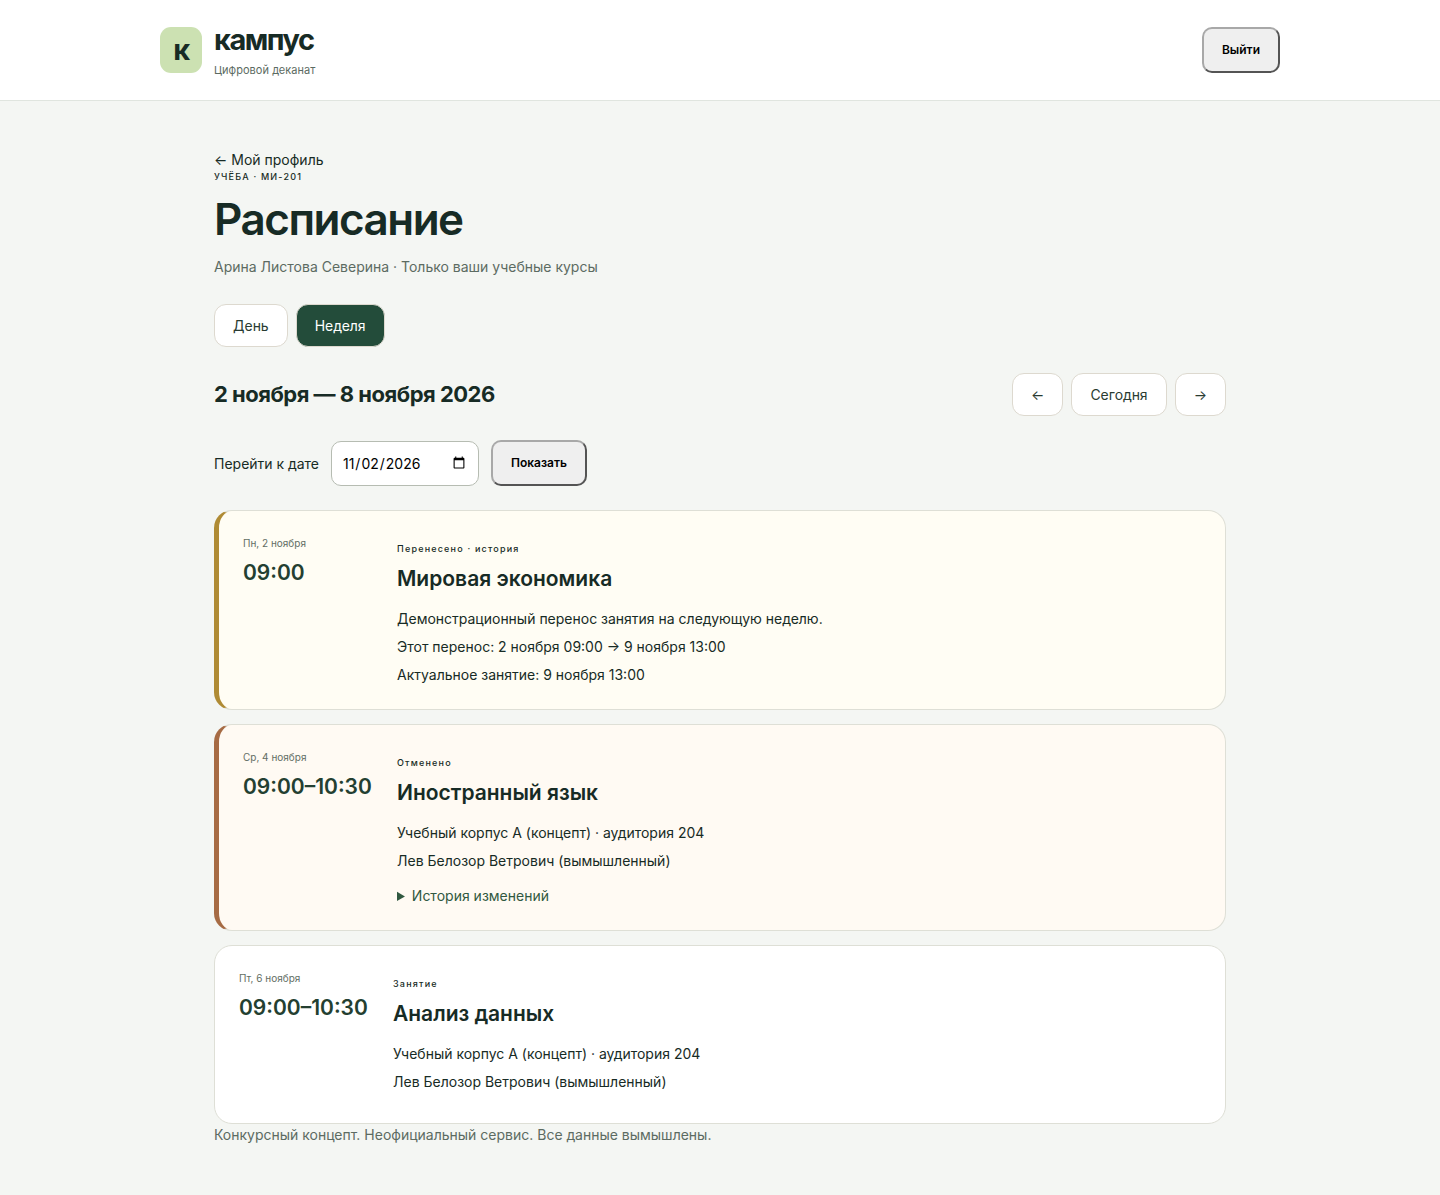 к
кампус
Цифровой деканат
Выйти
← Мой профиль
УЧЁБА · МИ-201
Расписание
Арина Листова Северина · Только ваши учебные курсы
День
Неделя
2 ноября — 8 ноября 2026
←
Сегодня
→
Перейти к дате
11/02/2026
Показать
Пн, 2 ноября
09:00
Перенесено · история
Мировая экономика
Демонстрационный перенос занятия на следующую неделю.
Этот перенос: 2 ноября 09:00 → 9 ноября 13:00
Актуальное занятие: 9 ноября 13:00
Ср, 4 ноября
09:00–10:30
Отменено
Иностранный язык
Учебный корпус А (концепт) · аудитория 204
Лев Белозор Ветрович (вымышленный)
▶ История изменений
Пт, 6 ноября
09:00–10:30
Занятие
Анализ данных
Учебный корпус А (концепт) · аудитория 204
Лев Белозор Ветрович (вымышленный)
Конкурсный концепт. Неофициальный сервис. Все данные вымышлены.